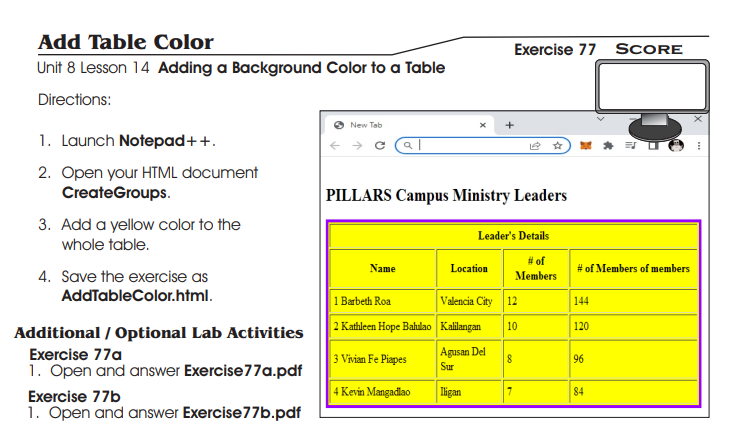 Add Table Color
Exercise 77 SCORE
Unit 8 Lesson 14 Adding a Background Color to a Table
Directions:
1. Launch Notepad++.
2. Open your HTML document
CreateGroups.
3. Add a yellow color to the
whole table.
4. Save the exercise as
AddTableColor.html.
Additional / Optional Lab Activities
Exercise 77a
1. Open and answer Exercise77a.pdf
Exercise 77b
1. Open and answer Exercise77b.pdf
New Tab
PILLARS Campus Ministry Leaders
Leader's Details
Name Location # of Members # of Members of members
1 Barbeth Roa Valencia City 12 144
2 Kathleen Hope Balulao Kalilangan 10 120
3 Vivian Fe Piapes Agusan Del Sur 8 96
4 Kevin Mangadlao Iligan 7 84